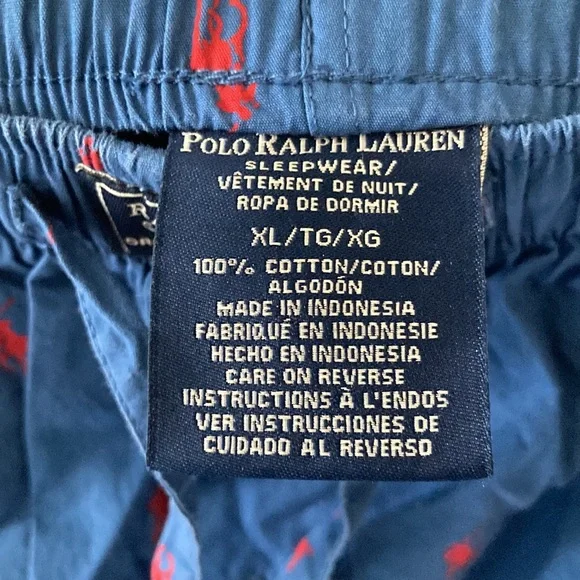 POLO RALPH LAUREN
SLEEPWEAR/
VÊTEMENT DE NUIT/
ROPA DE DORMIR
XL/TG/XG
100% COTTON/COTON/
ALGODÓN
MADE IN INDONESIA
FABRIQUÉ EN INDONESIE
HECHO EN INDONESIA
CARE ON REVERSE
INSTRUCTIONS À L'ENDOS
VER INSTRUCCIONES DE
CUIDADO AL REVERSO